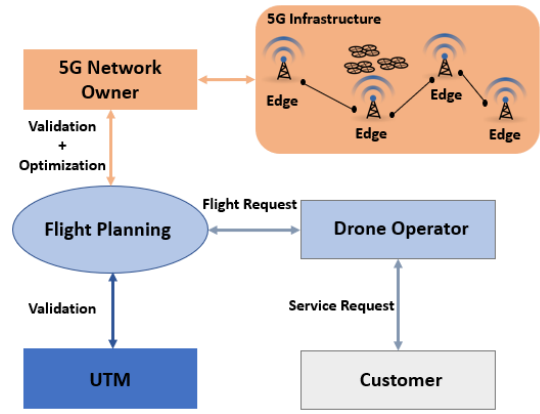 5G Infrastructure
5G Network
Owner
Edge
Edge
Edge
Edge
Validation
+
Optimization
Flight Planning
Flight Request
Drone Operator
Validation
Service Request
UTM
Customer